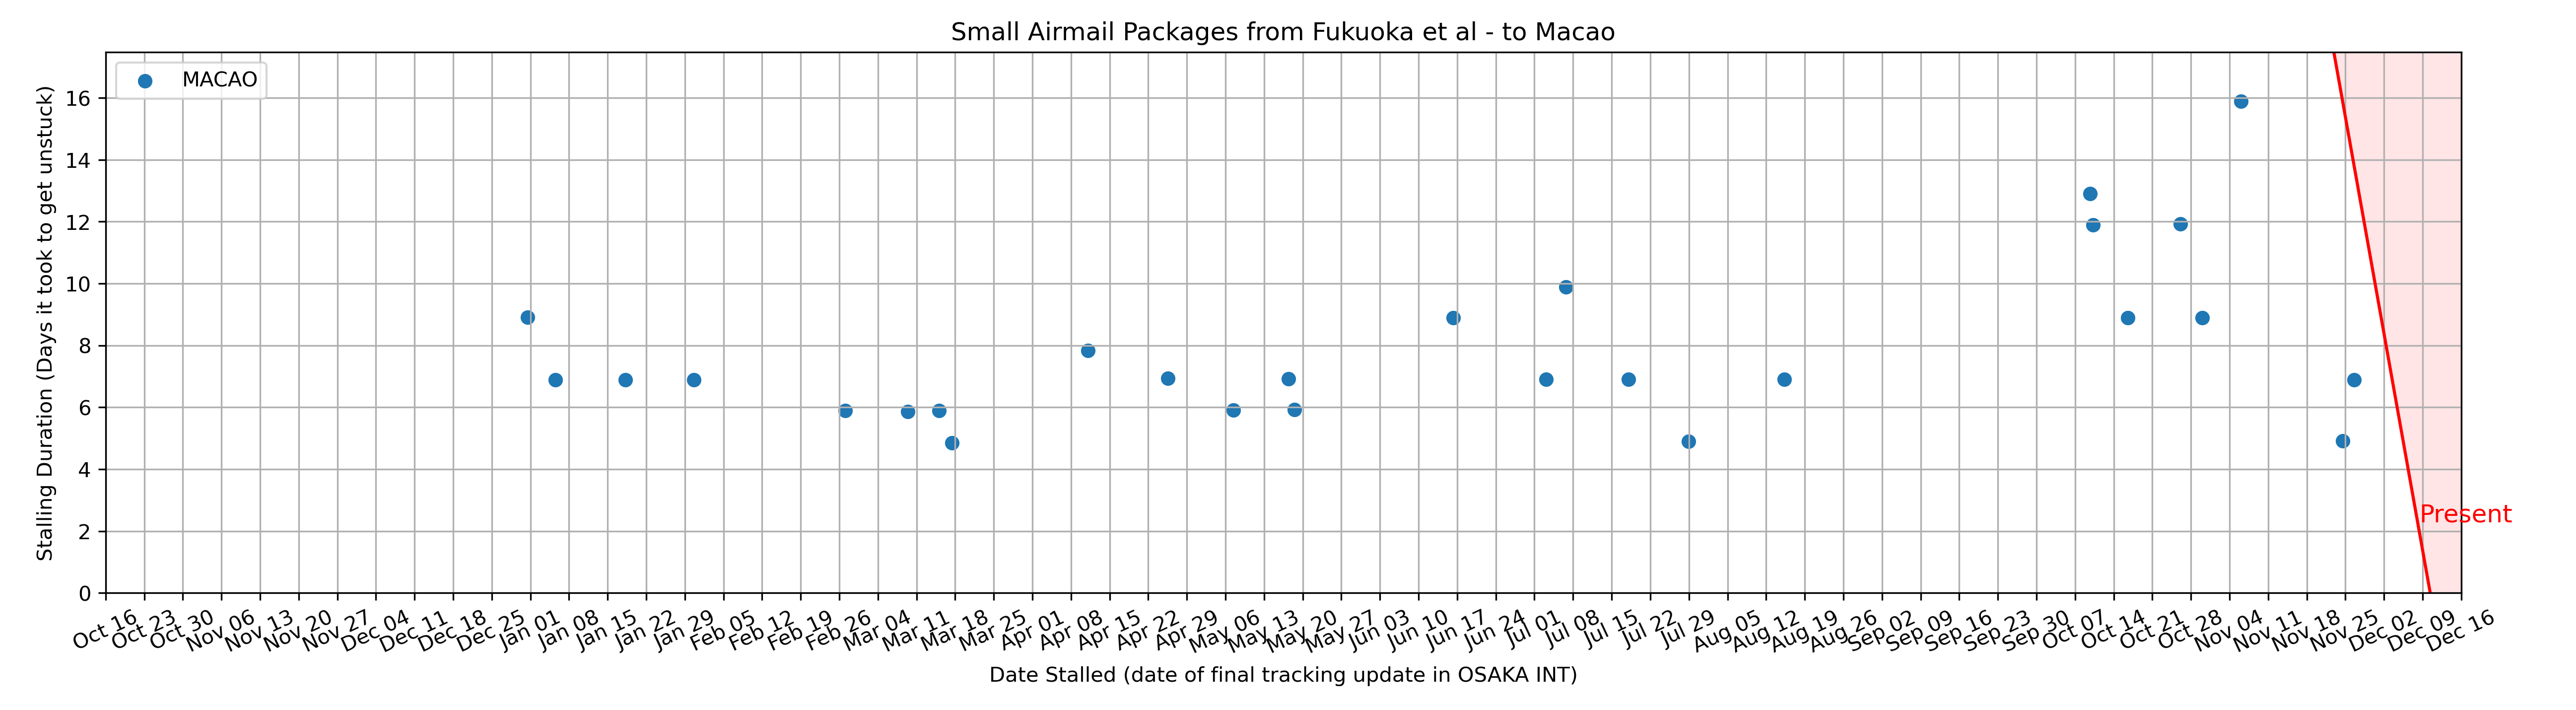 Small Airmail Packages from Fukuoka et al - to Macao
MACAO
Stalling Duration (Days it took to get unstuck)
16
14
12
10
8
6
4
2
0
Present
Oct 16 Oct 23 Oct 30 Nov 06 Nov 13 Nov 20 Nov 27 Dec 04 Dec 11 Dec 18 Dec 25 Jan 01 Jan 08 Jan 15 Jan 22 Jan 29 Feb 05 Feb 12 Feb 19 Feb 26 Mar 04 Mar 11 Mar 18 Mar 25 Apr 01 Apr 08 Apr 15 Apr 22 Apr 29 May 06 May 13 May 20 May 27 Jun 03 Jun 10 Jun 17 Jun 24 Jul 01 Jul 08 Jul 15 Jul 22 Jul 29 Aug 05 Aug 12 Aug 19 Aug 26 Sep 02 Sep 09 Sep 16 Sep 23 Sep 30 Oct 07 Oct 14 Oct 21 Oct 28 Nov 04 Nov 11 Nov 18 Nov 25 Dec 02 Dec 09 Dec 16
Date Stalled (date of final tracking update in OSAKA INT)